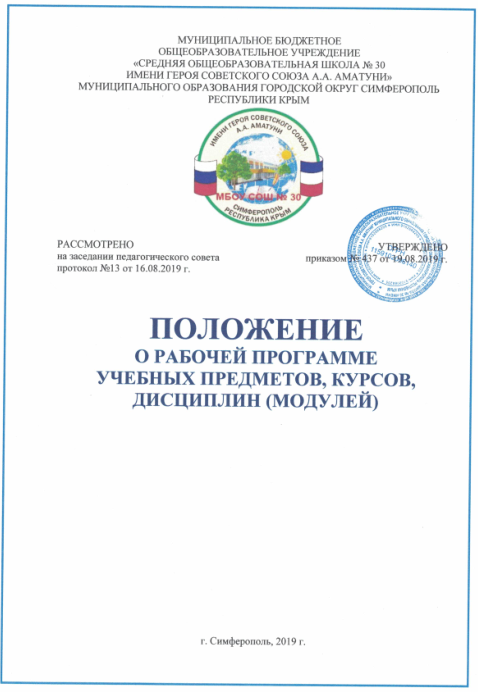 МУНИЦИПАЛЬНОЕ БЮДЖЕТНОЕ
ОБЩЕОБРАЗОВАТЕЛЬНОЕ УЧРЕЖДЕНИЕ
«СРЕДНЯЯ ОБЩЕОБРАЗОВАТЕЛЬНАЯ ШКОЛА № 30
ИМЕНИ ГЕРОЯ СОВЕТСКОГО СОЮЗА А.А. АМАТУНИ»
МУНИЦИПАЛЬНОГО ОБРАЗОВАНИЯ ГОРОДСКОЙ ОКРУГ СИМФЕРОПОЛЬ
РЕСПУБЛИКИ КРЫМ
ИМЕНИ ГЕРОЯ СОВЕТСКОГО СОЮЗА
А.А. АМАТУНИ
МБОУ СОШ № 30
СИМФЕРОПОЛЬ
РЕСПУБЛИКА КРЫМ
РАССМОТРЕНО
на заседании педагогического совета
протокол №13 от 16.08.2019 г.
УТВЕРЖДЕНО
приказом № 437 от 19.08.2019 г.
ПОЛОЖЕНИЕ
О РАБОЧЕЙ ПРОГРАММЕ
УЧЕБНЫХ ПРЕДМЕТОВ, КУРСОВ,
ДИСЦИПЛИН (МОДУЛЕЙ)
г. Симферополь, 2019 г.